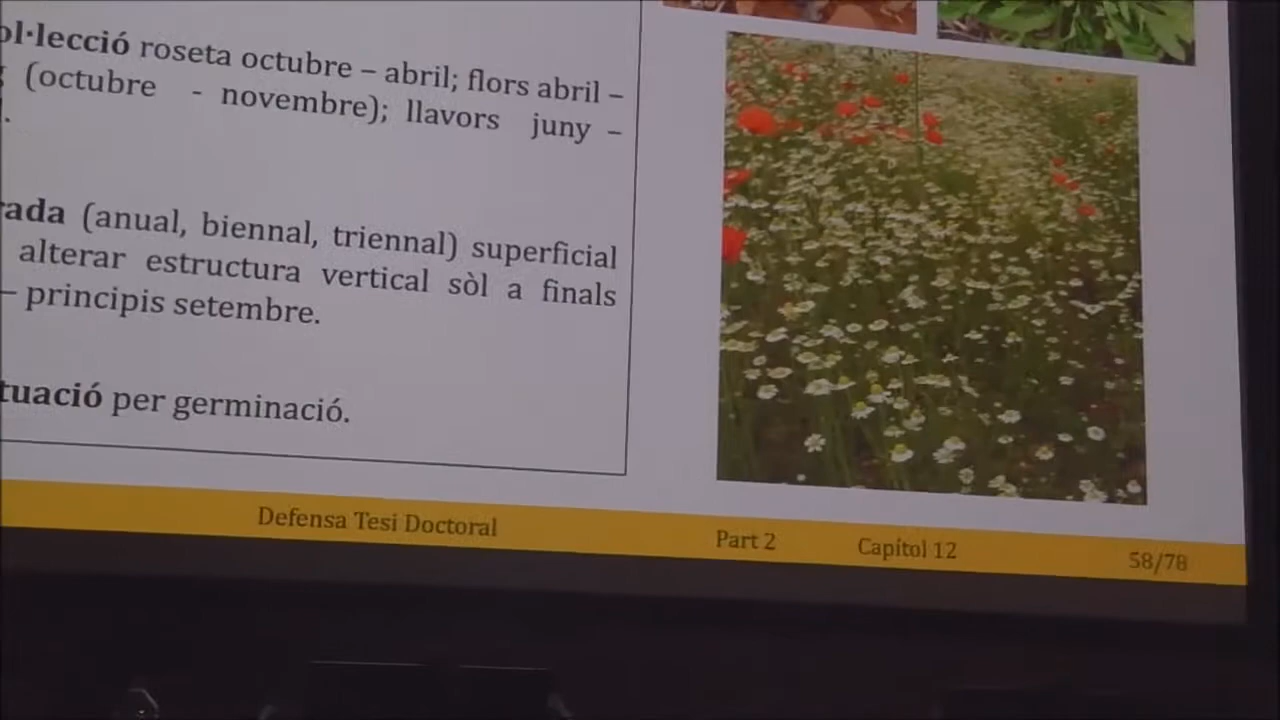 ol·lecció roseta octubre – abril; flors abril –
(octubre - novembre); llavors juny –
.
rada (anual, biennal, triennal) superficial
alterar estructura vertical sòl a finals
– principis setembre.
tuació per germinació.
Defensa Tesi Doctoral Part 2 Capítol 12 58/78